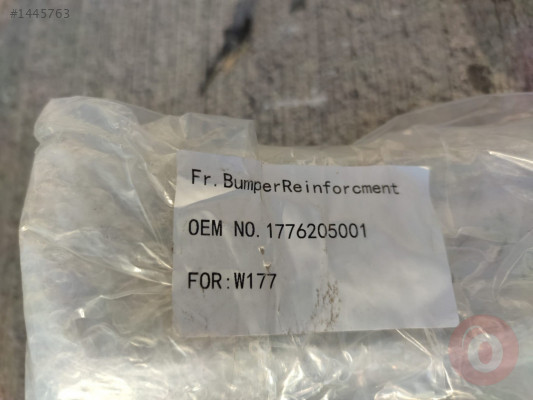 #1445763
Fr.BumperReinforcment
OEM NO.1776205001
FOR:W177